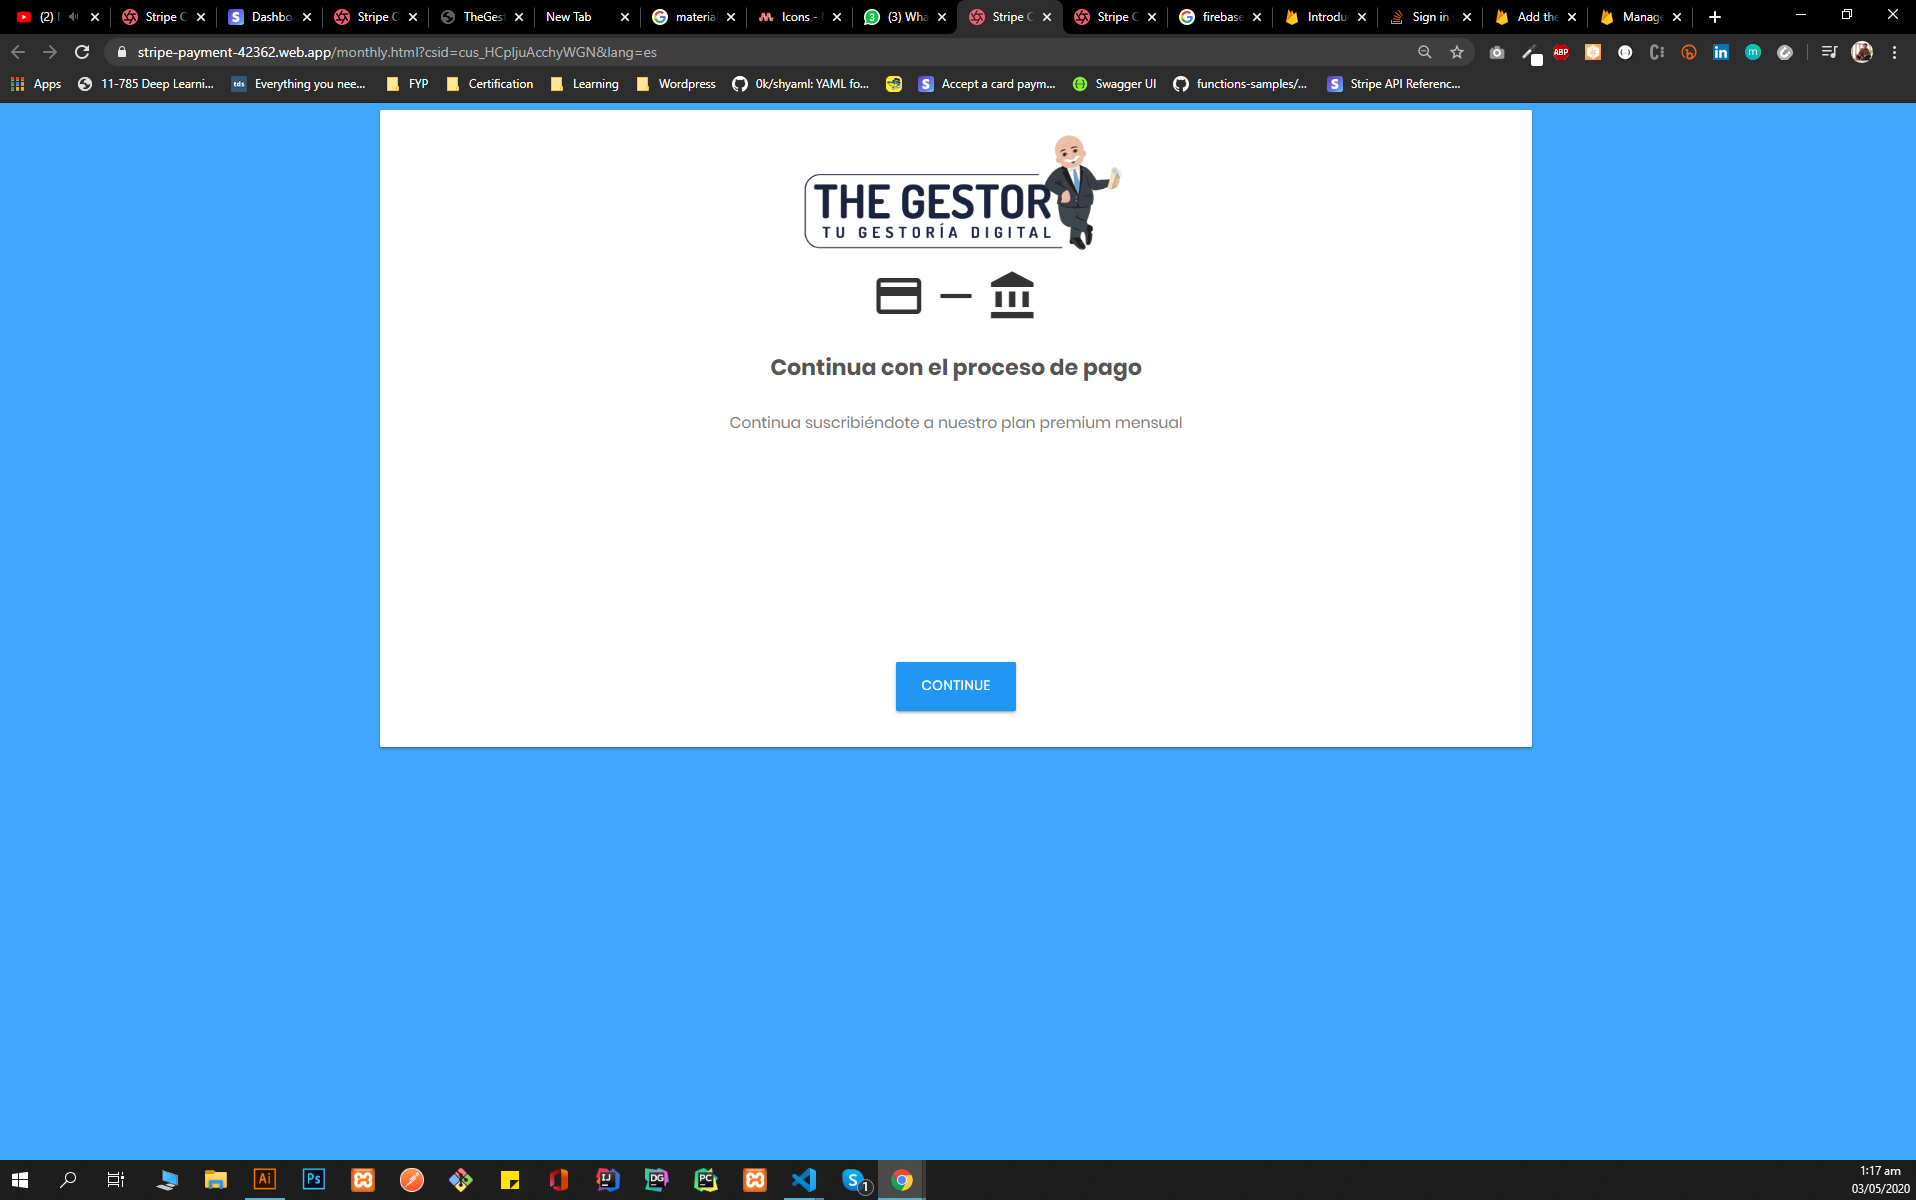 (2)
Stripe C
Dashbo
Stripe C
TheGest
New Tab
material
Icons -
(3) Wha
Stripe C
Stripe C
firebase
Introdu
Sign in
Add the
Manage
stripe-payment-42362.web.app/monthly.html?csid=cus_HCpIjuAcchyWGN&lang=es
Apps
11-785 Deep Learni...
Everything you nee...
FYP
Certification
Learning
Wordpress
0k/shyaml: YAML fo...
Accept a card paym...
Swagger UI
functions-samples/...
Stripe API Referenc...
THE GESTOR
TU GESTORÍA DIGITAL
Continua con el proceso de pago
Continua suscribiéndote a nuestro plan premium mensual
CONTINUE
1:17 am
03/05/2020